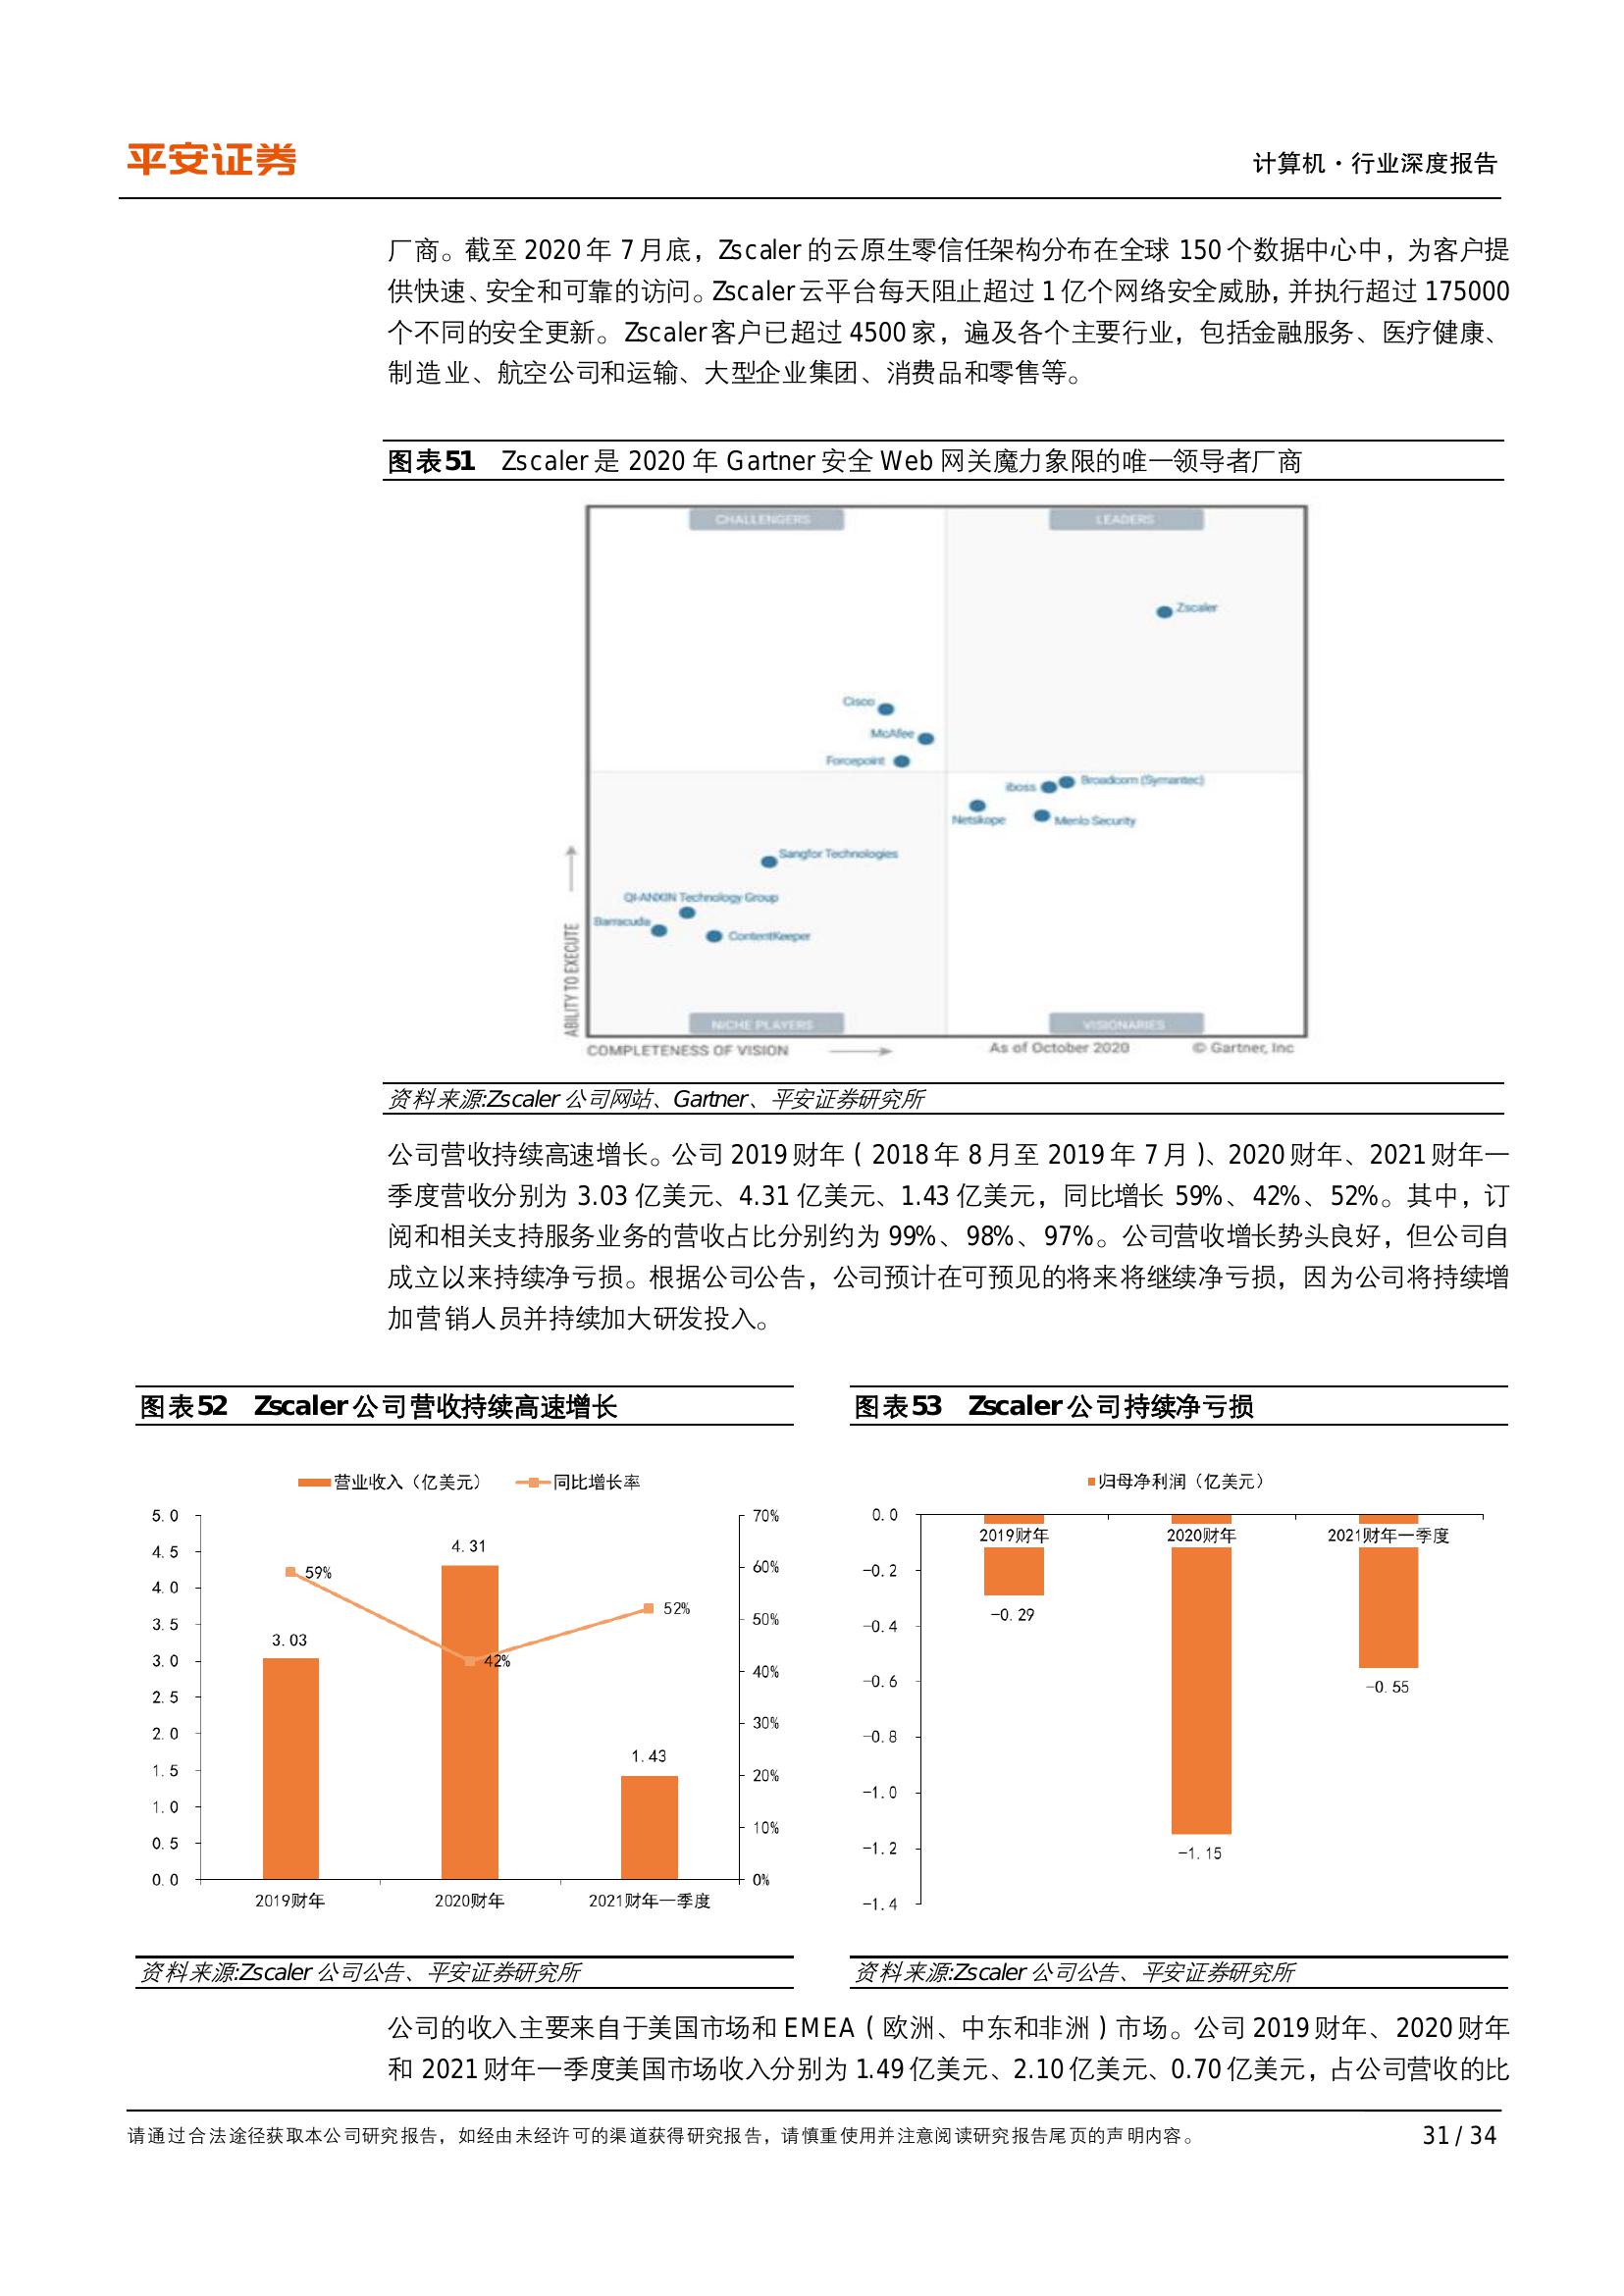 平安证券
计算机·行业深度报告
厂商。截至 2020 年 7 月底，Zscaler 的云原生零信任架构分布在全球 150 个数据中心中，为客户提
供快速、安全和可靠的访问。Zscaler 云平台每天阻止超过 1 亿个网络安全威胁，并执行超过 175000
个不同的安全更新。Zscaler 客户已超过 4500 家，遍及各个主要行业，包括金融服务、医疗健康、
制造业、航空公司和运输、大型企业集团、消费品和零售等。
图表51 Zscaler 是 2020 年 Gartner 安全 Web 网关魔力象限的唯一领导者厂商
CHALLENGERS
LEADERS
Zscaler
Cisco
McAfee
Forcepoint
iboss
Broadcom (Symantec)
Netskope
Menlo Security
Sangfor Technologies
QI-ANXIN Technology Group
Barracuda
ContentKeeper
ABILITY TO EXECUTE
NICHE PLAYERS
VISIONARIES
COMPLETENESS OF VISION
As of October 2020
© Gartner, Inc
资料来源:Zscaler 公司网站、Gartner、平安证券研究所
公司营收持续高速增长。公司 2019 财年（2018 年 8 月至 2019 年 7 月）、2020 财年、2021 财年一
季度营收分别为 3.03 亿美元、4.31 亿美元、1.43 亿美元，同比增长 59%、42%、52%。其中，订
阅和相关支持服务业务的营收占比分别约为 99%、98%、97%。公司营收增长势头良好，但公司自
成立以来持续净亏损。根据公司公告，公司预计在可预见的将来将继续净亏损，因为公司将持续增
加营销人员并持续加大研发投入。
图表52 Zscaler 公司营收持续高速增长
营业收入（亿美元）
同比增长率
5.0
4.5
4.0
3.5
3.0
2.5
2.0
1.5
1.0
0.5
0.0
70%
60%
50%
40%
30%
20%
10%
0%
3.03
4.31
1.43
59%
42%
52%
2019财年
2020财年
2021财年一季度
资料来源:Zscaler 公司公告、平安证券研究所
图表53 Zscaler 公司持续净亏损
归母净利润（亿美元）
0.0
-0.2
-0.4
-0.6
-0.8
-1.0
-1.2
-1.4
2019财年
2020财年
2021财年一季度
-0.29
-1.15
-0.55
资料来源:Zscaler 公司公告、平安证券研究所
公司的收入主要来自于美国市场和 EMEA（欧洲、中东和非洲）市场。公司 2019 财年、2020 财年
和 2021 财年一季度美国市场收入分别为 1.49 亿美元、2.10 亿美元、0.70 亿美元，占公司营收的比
请通过合法途径获取本公司研究报告，如经由未经许可的渠道获得研究报告，请慎重使用并注意阅读研究报告尾页的声明内容。
31 / 34